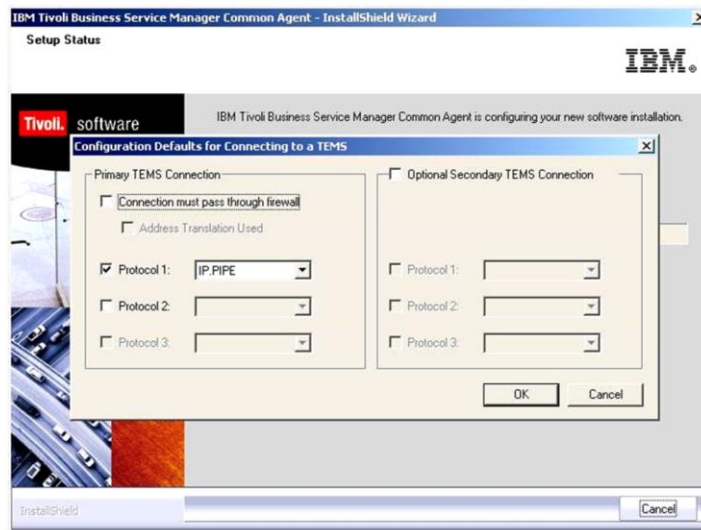 IBM Tivoli Business Service Manager Common Agent - InstallShield Wizard
Setup Status
IBM®
Tivoli. software
IBM Tivoli Business Service Manager Common Agent is configuring your new software installation.
Configuration Defaults for Connecting to a TEMS
Primary TEMS Connection
Optional Secondary TEMS Connection
Connection must pass through firewall
Address Translation Used
Protocol 1: IP.PIPE
Protocol 1:
Protocol 2:
Protocol 2:
Protocol 3:
Protocol 3:
OK Cancel
InstallShield
Cancel